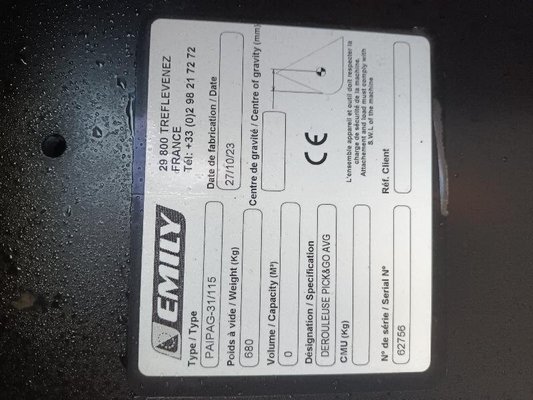 EMILY
29 800 TREFLEVENEZ
FRANCE
Tél: +33 (0)2 98 21 72 72
Type / Type
PAIPAG-31/115
Date de fabrication / Date
27/10/23
Poids à vide / Weight (Kg)
680
Centre de gravité / Centre of gravity (mm)
Volume / Capacity (M³)
0
Désignation / Specification
DEROULEUSE PICK&GO AVG
CE
CMU (Kg)
L'ensemble appareil et outil doit respecter la
charge de sécurité de la machine.
Attachement and load must comply with
S.W.L of the machine
N° de série / Serial N°
62756
Réf. Client